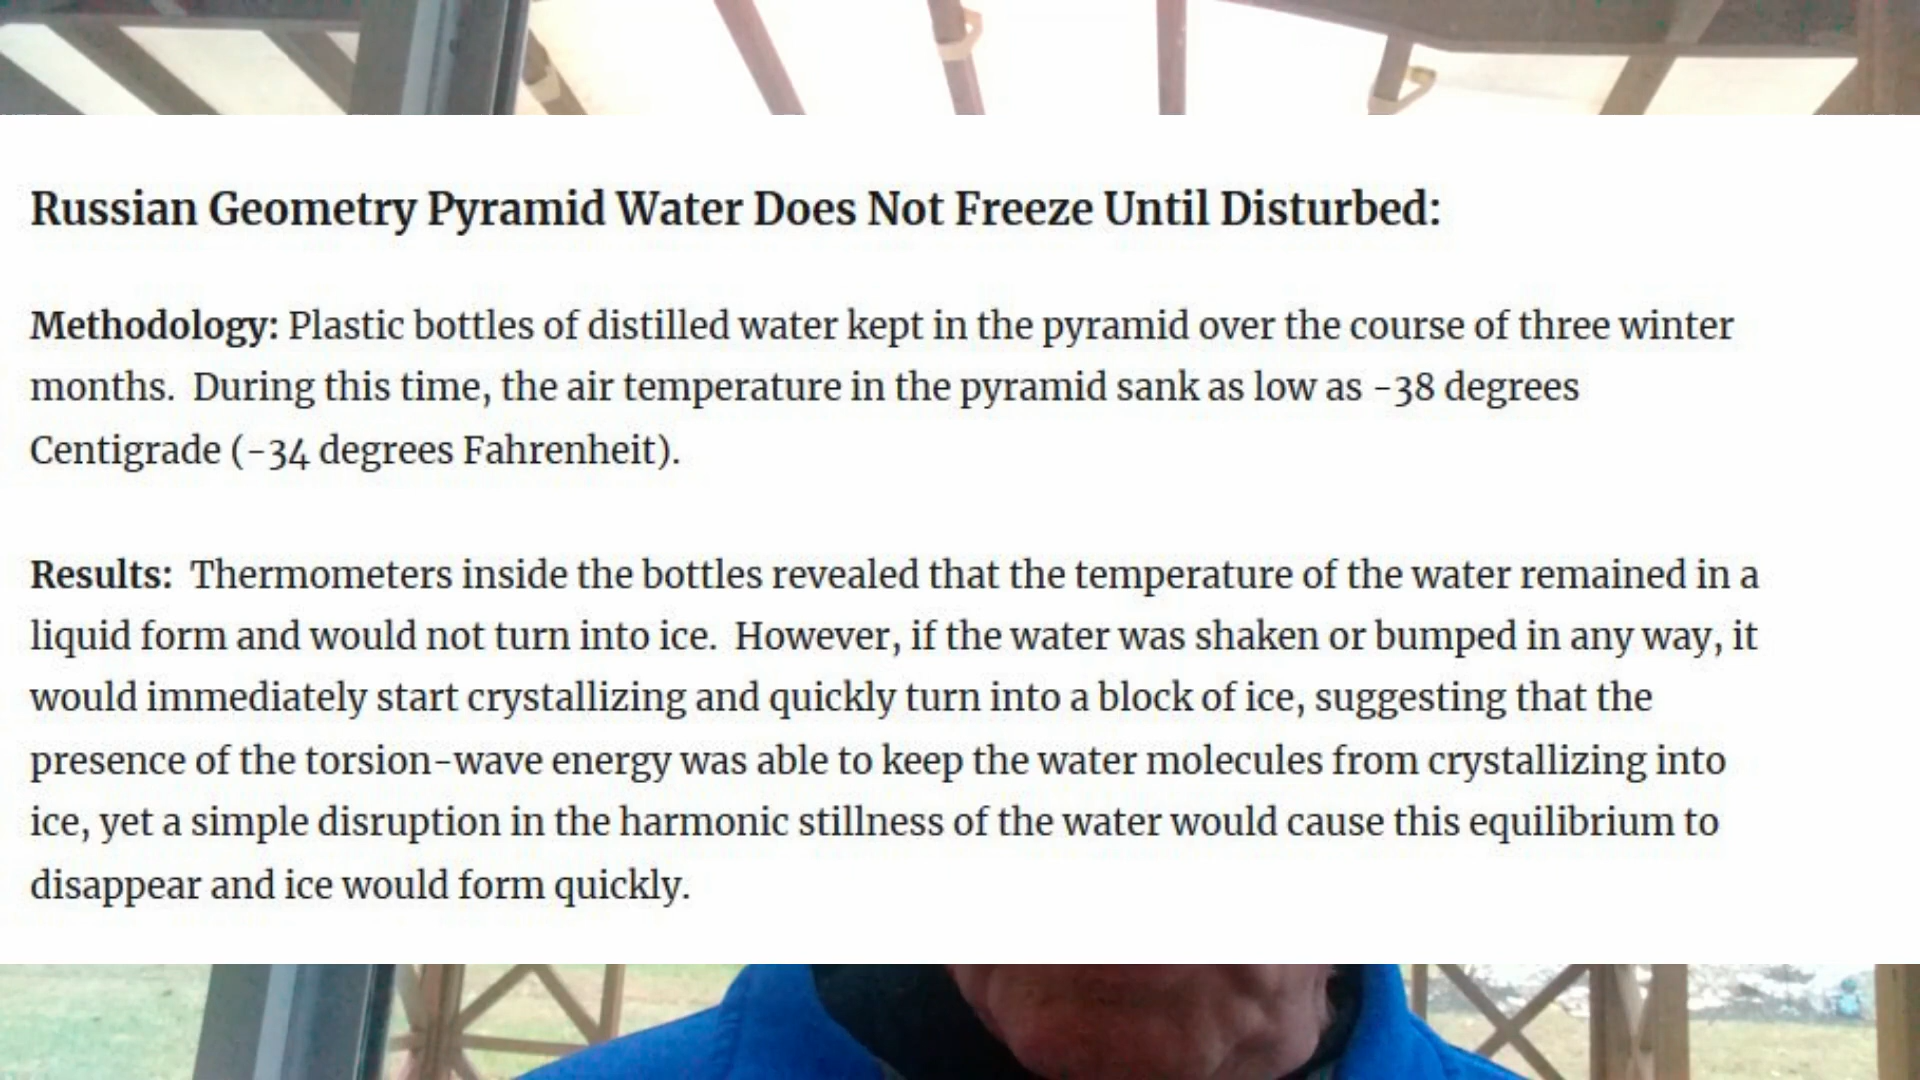 Russian Geometry Pyramid Water Does Not Freeze Until Disturbed:
Methodology: Plastic bottles of distilled water kept in the pyramid over the course of three winter
months.  During this time, the air temperature in the pyramid sank as low as -38 degrees
Centigrade (-34 degrees Fahrenheit).
Results:  Thermometers inside the bottles revealed that the temperature of the water remained in a
liquid form and would not turn into ice.  However, if the water was shaken or bumped in any way, it
would immediately start crystallizing and quickly turn into a block of ice, suggesting that the
presence of the torsion-wave energy was able to keep the water molecules from crystallizing into
ice, yet a simple disruption in the harmonic stillness of the water would cause this equilibrium to
disappear and ice would form quickly.